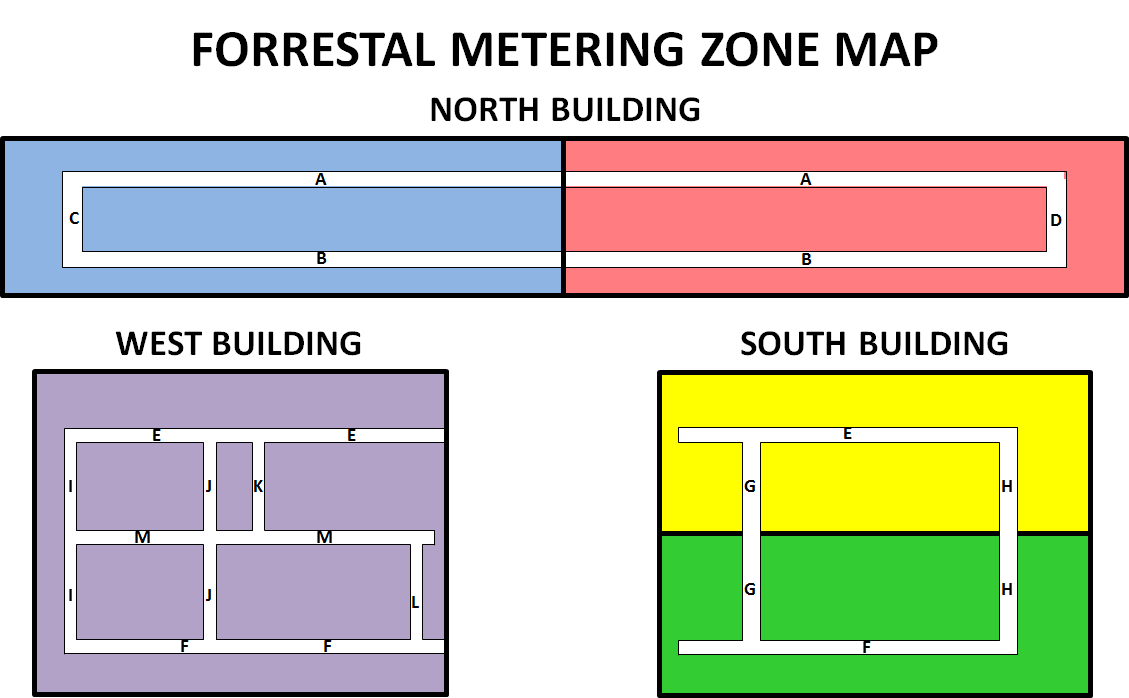 FORRESTAL METERING ZONE MAP
NORTH BUILDING
A A
C D
B B
WEST BUILDING SOUTH BUILDING
E E E
I J K G H
M M
I J L G H
F F F